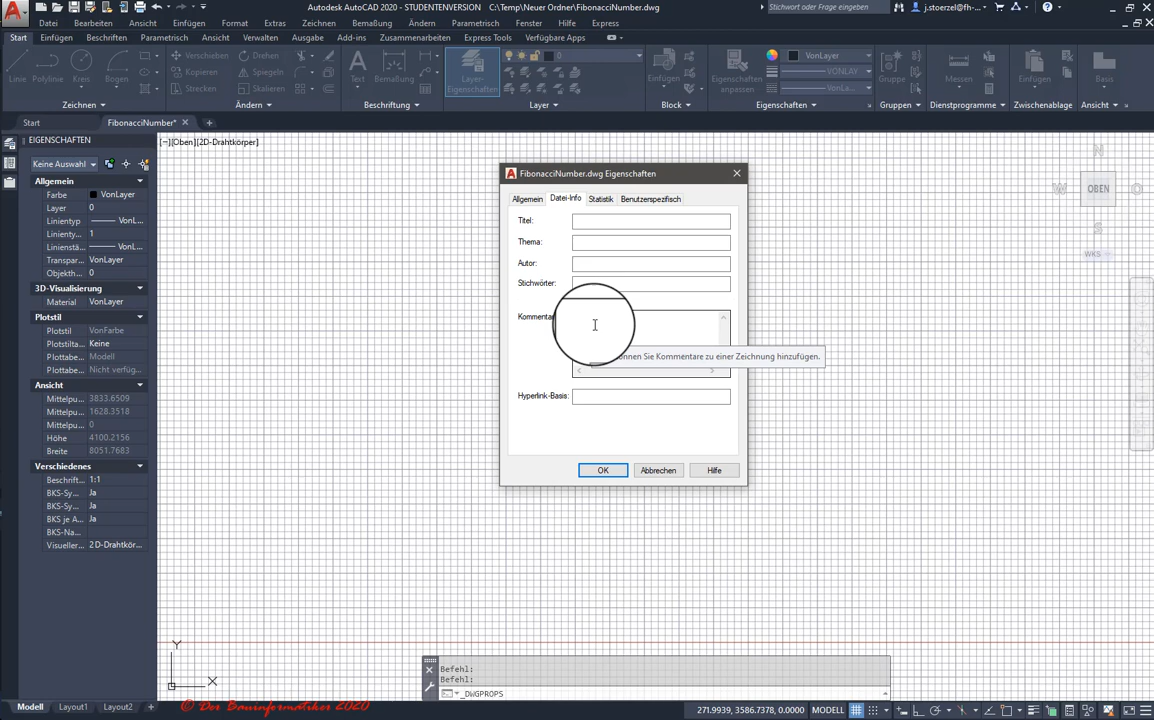 Autodesk AutoCAD 2020 - STUDENTENVERSION C:\Temp\Neuer Ordner\FibonacciNumber.dwg
Stichwort oder Frage eingeben
j.stoerzel@fh-...
Datei Bearbeiten Ansicht Einfügen Format Extras Zeichnen Bemaßung Ändern Parametrisch Fenster Hilfe Express
Start Einfügen Beschriften Parametrisch Ansicht Verwalten Ausgabe Add-ins Zusammenarbeiten Express Tools Verfügbare Apps
Linie Polylinie Kreis Bogen
Verschieben Drehen
Kopieren Spiegeln
Strecken Skalieren
Text Bemaßung
Layer-
Eigenschaften
0
Einfügen
Eigenschaften
anpassen
VonLayer
VONLAY
VonLa...
Gruppe
Messen
Einfügen
Basis
Zeichnen Ändern Beschriftung Layer Block Eigenschaften Gruppen Dienstprogramme Zwischenablage Ansicht
Start FibonacciNumber*
EIGENSCHAFTEN
[−][Oben][2D-Drahtkörper]
Keine Auswahl
Allgemein
Farbe VonLayer
Layer 0
Linientyp VonL...
Linienty... 1
Linienstä... VonL...
Transpar... VonLayer
Objekth... 0
3D-Visualisierung
Material VonLayer
Plotstil
Plotstil VonFarbe
Plotstilta... Keine
Plottabe... Modell
Plottabe... Nicht verfüg...
Ansicht
Mittelpu... 3833.6509
Mittelpu... 1628.3518
Mittelpu... 0
Höhe 4100.2156
Breite 8051.7683
Verschiedenes
Beschrift... 1:1
BKS-Sy... Ja
BKS-Sy... Ja
BKS je A... Ja
BKS-Na...
Visueller... 2D-Drahtkör...
FibonacciNumber.dwg Eigenschaften
Allgemein Datei-Info Statistik Benutzerspezifisch
Titel:
Thema:
Autor:
Stichwörter:
Kommentar
önnen Sie Kommentare zu einer Zeichnung hinzufügen.
Hyperlink-Basis:
OK Abbrechen Hilfe
N
W OBEN O
S
WKS
Y
X
Befehl:
Befehl:
_DWGPROPS
Modell Layout1 Layout2 +
© Der Bauinformatiker 2020
271.9939, 3586.7378, 0.0000 MODELL